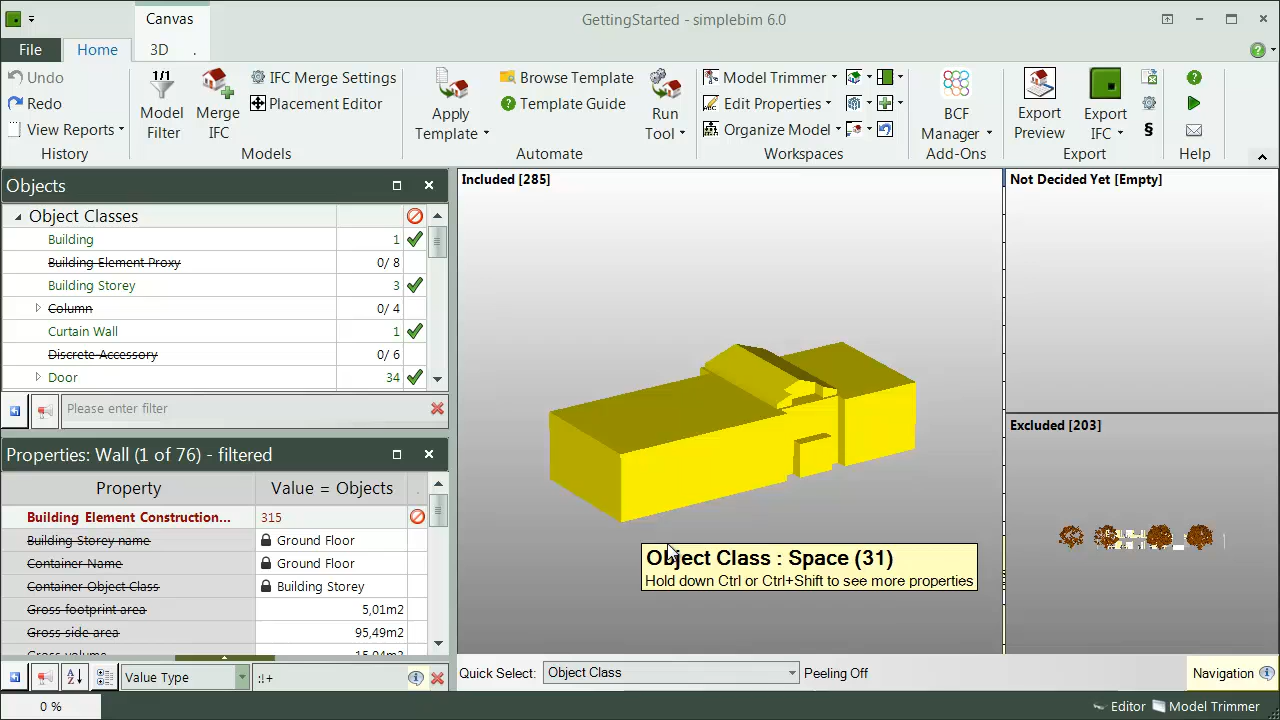 GettingStarted - simplebim 6.0
Canvas
File
Home
3D
Undo
Redo
View Reports
History
Model
Filter
Merge
IFC
IFC Merge Settings
Placement Editor
Models
Apply
Template
Browse Template
Template Guide
Run
Tool
Automate
Model Trimmer
Edit Properties
Organize Model
Workspaces
BCF
Manager
Add-Ons
Export
Preview
Export
IFC
§
Export
Help
Objects
Object Classes
Building 1
Building Element Proxy 0/ 8
Building Storey 3
Column 0/ 4
Curtain Wall 1
Discrete Accessory 0/ 6
Door 34
Please enter filter
Properties: Wall (1 of 76) - filtered
Property Value = Objects
Building Element Construction... 315
Building Storey name Ground Floor
Container Name Ground Floor
Container Object Class Building Storey
Gross footprint area 5,01m2
Gross side area 95,49m2
Gross volume 15,04m2
Value Type
:+
0 %
Included [285]
Object Class : Space (31)
Hold down Ctrl or Ctrl+Shift to see more properties
Not Decided Yet [Empty]
Excluded [203]
Quick Select: Object Class Peeling Off
Navigation
Editor Model Trimmer